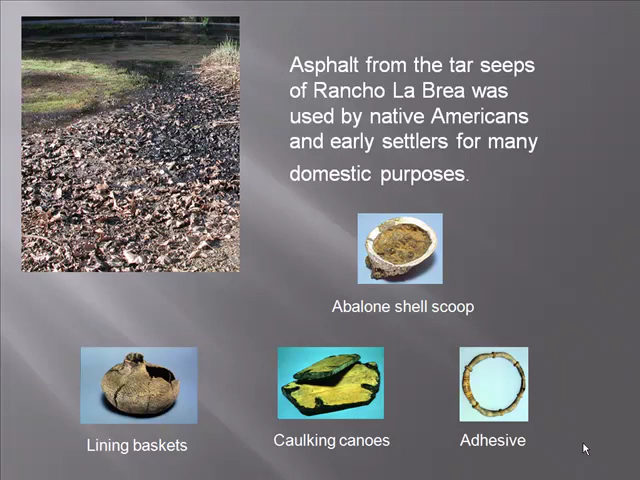 Asphalt from the tar seeps
of Rancho La Brea was
used by native Americans
and early settlers for many
domestic purposes.
Abalone shell scoop
Lining baskets
Caulking canoes
Adhesive